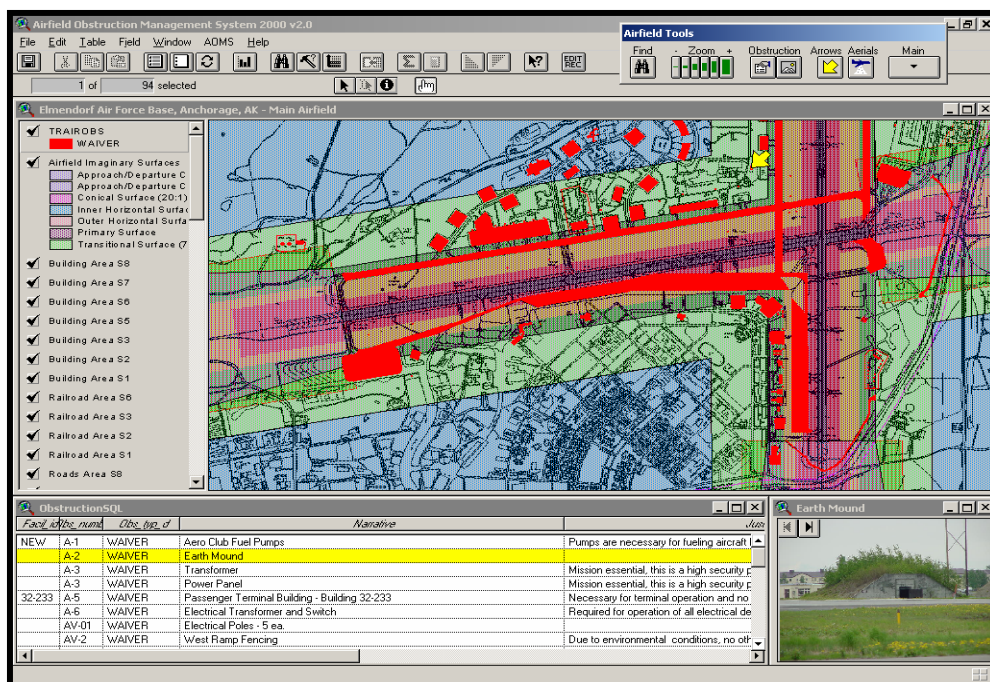 Airfield Obstruction Management System 2000 v2.0
File Edit Table Field Window AOMS Help
Airfield Tools
Find - Zoom + Obstruction Arrows Aerials Main
EDIT REC
1 of 94 selected
Elmendorf Air Force Base, Anchorage, AK - Main Airfield
TRAIROBS
WAIVER
Airfield Imaginary Surfaces
Approach/Departure C
Approach/Departure C
Conical Surface (20:1)
Inner Horizontal Surfac
Outer Horizontal Surfa
Primary Surface
Transitional Surface (7
Building Area S8
Building Area S7
Building Area S6
Building Area S5
Building Area S3
Building Area S2
Building Area S1
Railroad Area S6
Railroad Area S3
Railroad Area S2
Railroad Area S1
Roads Area S8
ObstructionSQL
Facil_id Obs_typ_d Narrative
NEW A-1 WAIVER Aero Club Fuel Pumps Pumps are necessary for fueling aircraft
A-2 WAIVER Earth Mound
A-3 WAIVER Transformer Mission essential, this is a high security p
A-3 WAIVER Power Panel Mission essential, this is a high security p
32-233 A-5 WAIVER Passenger Terminal Building - Building 32-233 Necessary for terminal operation and no
A-6 WAIVER Electrical Transformer and Switch Required for operation of all electrical de
AV-01 WAIVER Electrical Poles - 5 ea.
AV-2 WAIVER West Ramp Fencing Due to environmental conditions, no oth
Earth Mound